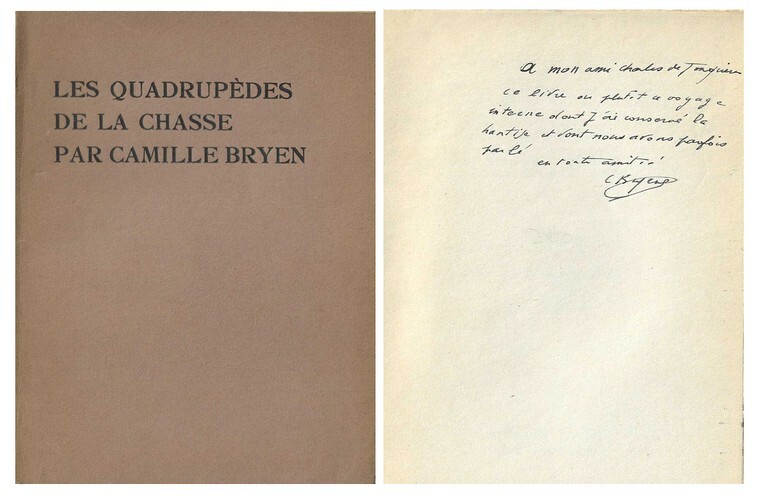 LES QUADRUPÈDES
DE LA CHASSE
PAR CAMILLE BRYEN
A mon ami Charles de
ce livre ou plutôt ce voyage
interne dont j'ai conservé la
hantise et dont nous avons parfois
parlé
en toute amitié
C Bryen